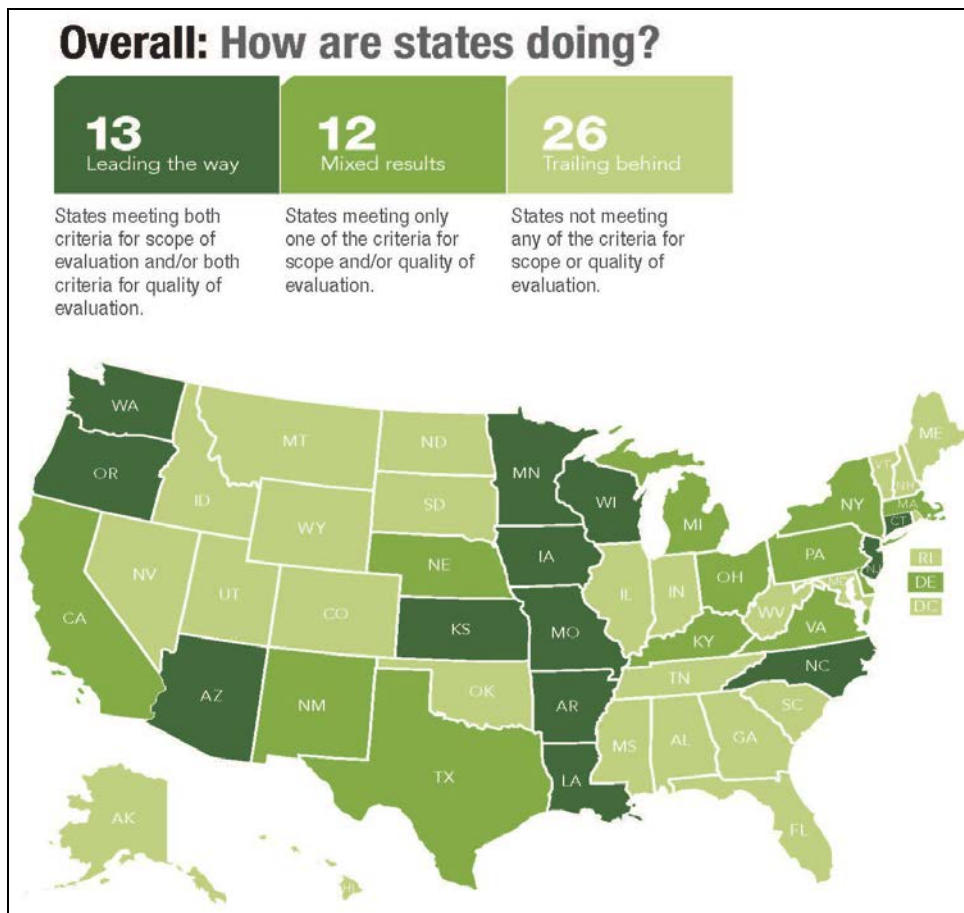 Overall: How are states doing?
13
Leading the way
12
Mixed results
26
Trailing behind
States meeting both
criteria for scope of
evaluation and/or both
criteria for quality of
evaluation.
States meeting only
one of the criteria for
scope and/or quality of
evaluation.
States not meeting
any of the criteria for
scope or quality of
evaluation.
WA
OR
CA
NV
ID
MT
WY
UT
CO
AZ
NM
ND
SD
NE
KS
OK
TX
MN
IA
MO
AR
LA
WI
IL
IN
MI
OH
KY
TN
MS
AL
GA
FL
SC
NC
VA
WV
PA
NY
ME
VT
NH
MA
CT
NJ
MD
RI
DE
DC
AK
HI